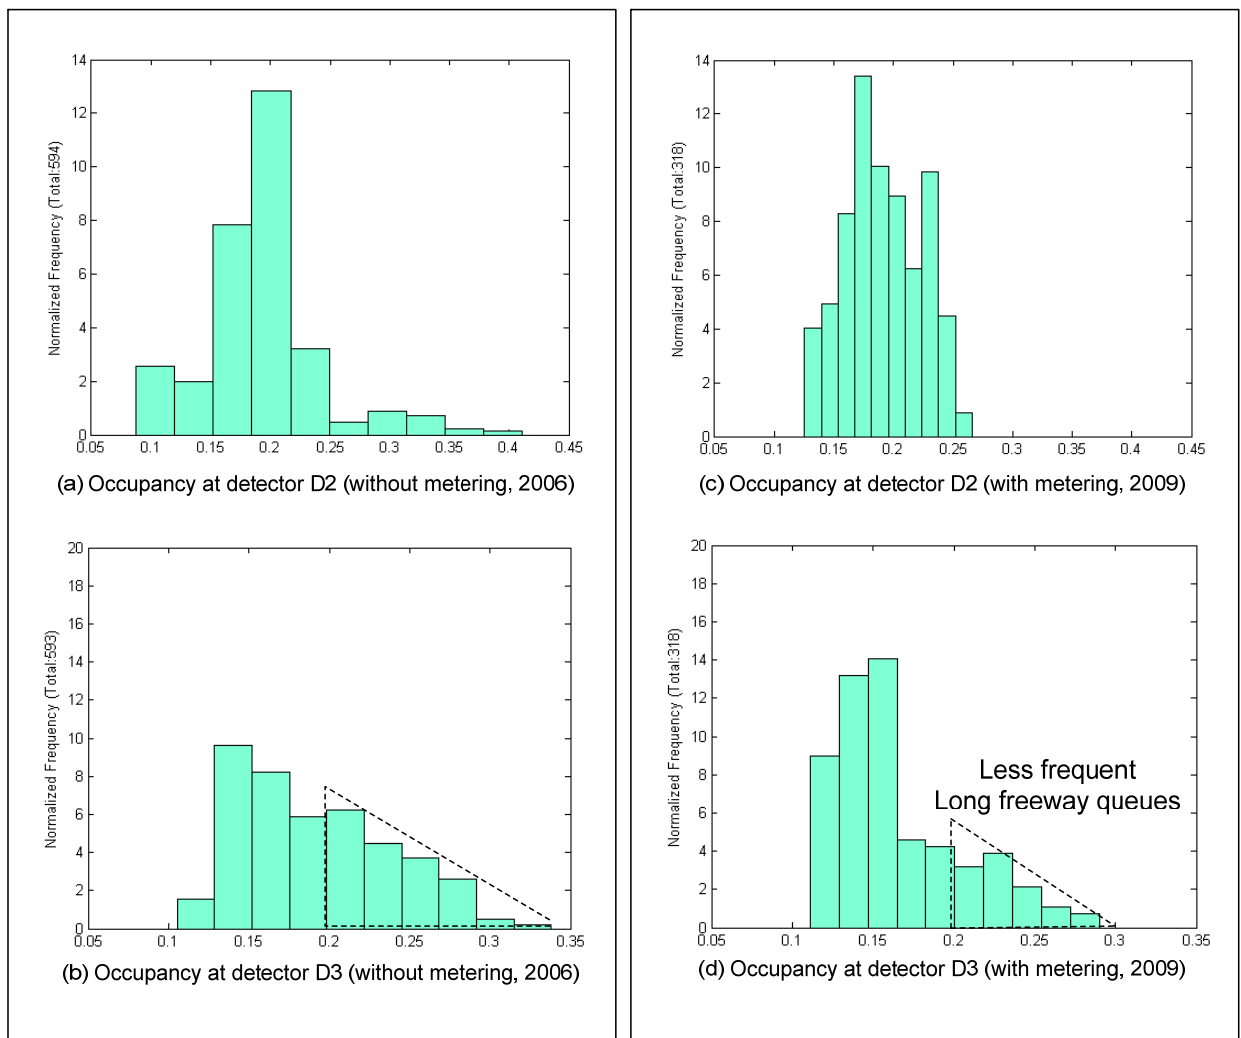 14
12
10
8
6
4
2
0
Normalized Frequency (Total:594)
0.05 0.1 0.15 0.2 0.25 0.3 0.35 0.4 0.45
(a) Occupancy at detector D2 (without metering, 2006)
20
18
16
14
12
10
8
6
4
2
0
Normalized Frequency (Total:593)
0.05 0.1 0.15 0.2 0.25 0.3 0.35
(b) Occupancy at detector D3 (without metering, 2006)
14
12
10
8
6
4
2
0
Normalized Frequency (Total:318)
0.05 0.1 0.15 0.2 0.25 0.3 0.35 0.4 0.45
(c) Occupancy at detector D2 (with metering, 2009)
20
18
16
14
12
10
8
6
4
2
0
Normalized Frequency (Total:318)
Less frequent
Long freeway queues
0.05 0.1 0.15 0.2 0.25 0.3 0.35
(d) Occupancy at detector D3 (with metering, 2009)